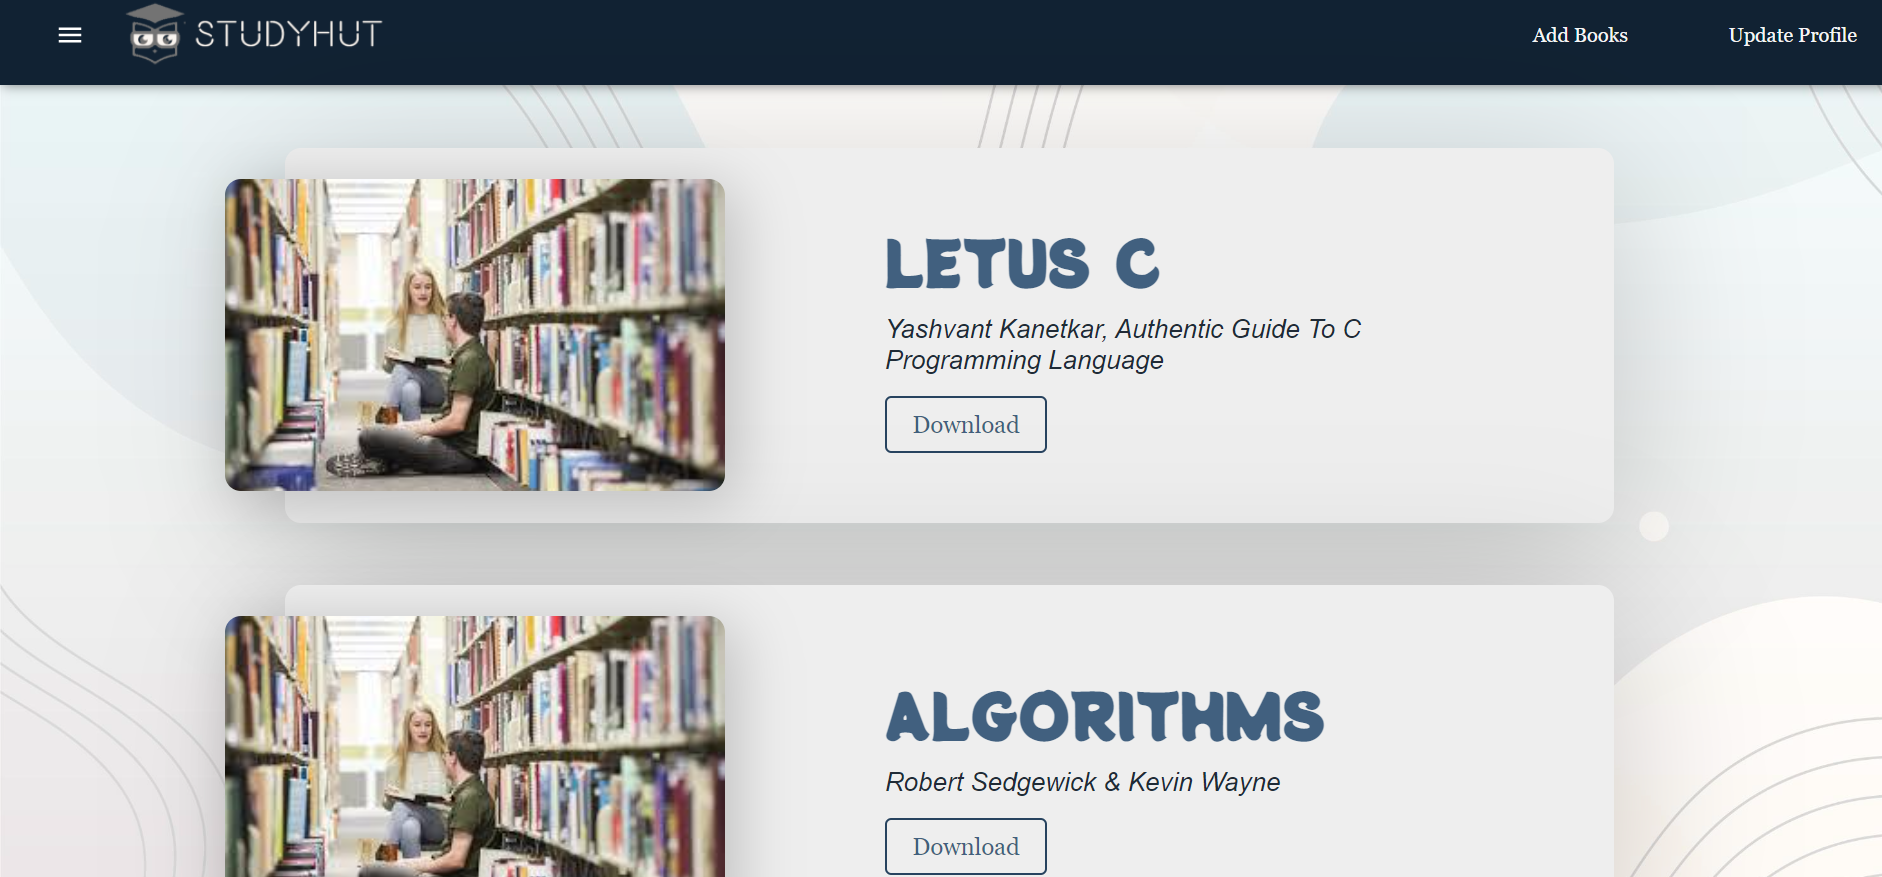 STUDYHUT
Add Books
Update Profile
LETUS C
Yashvant Kanetkar, Authentic Guide To C
Programming Language
Download
ALGORITHMS
Robert Sedgewick & Kevin Wayne
Download